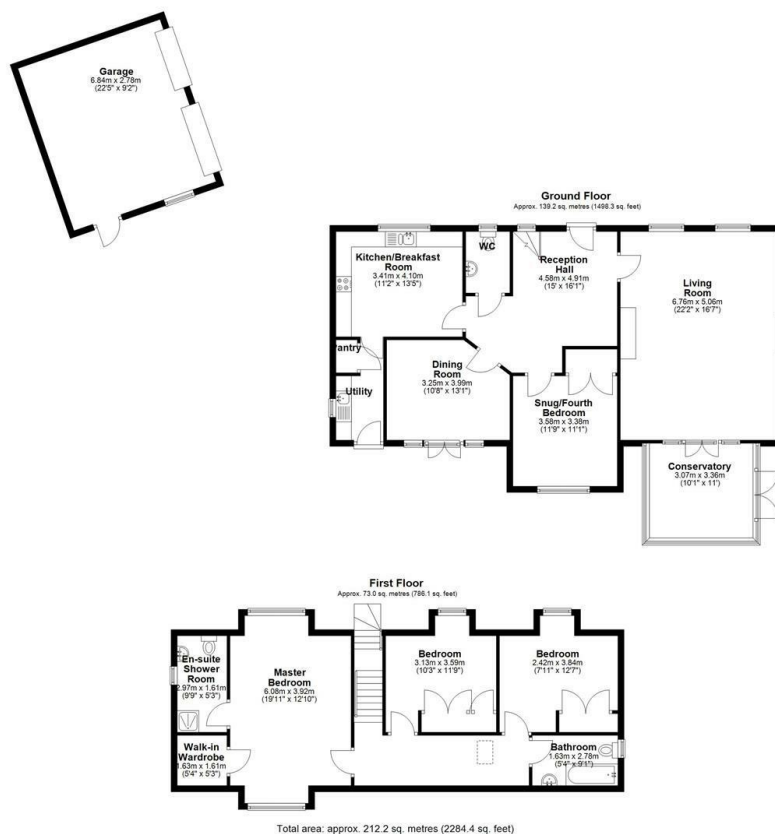 Garage
6.84m x 2.78m
(22'5" x 9'2")
Ground Floor
Approx. 139.2 sq. metres (1498.3 sq. feet)
Kitchen/Breakfast
Room
3.41m x 4.10m
(11'2" x 13'5")
WC
Reception
Hall
4.58m x 4.91m
(15' x 16'1")
Living
Room
6.76m x 5.06m
(22'2" x 16'7")
Pantry
Utility
Dining
Room
3.25m x 3.99m
(10'8" x 13'1")
Snug/Fourth
Bedroom
3.58m x 3.38m
(11'9" x 11'1")
Conservatory
3.07m x 3.36m
(10'1" x 11')
First Floor
Approx. 73.0 sq. metres (786.1 sq. feet)
En-suite
Shower
Room
2.97m x 1.61m
(9'9" x 5'3")
Master
Bedroom
6.08m x 3.92m
(19'11" x 12'10")
Bedroom
3.13m x 3.59m
(10'3" x 11'9")
Bedroom
2.42m x 3.84m
(7'11" x 12'7")
Walk-in
Wardrobe
1.63m x 1.61m
(5'4" x 5'3")
Bathroom
1.63m x 2.78m
(5'4" x 9'1")
Total area: approx. 212.2 sq. metres (2284.4 sq. feet)